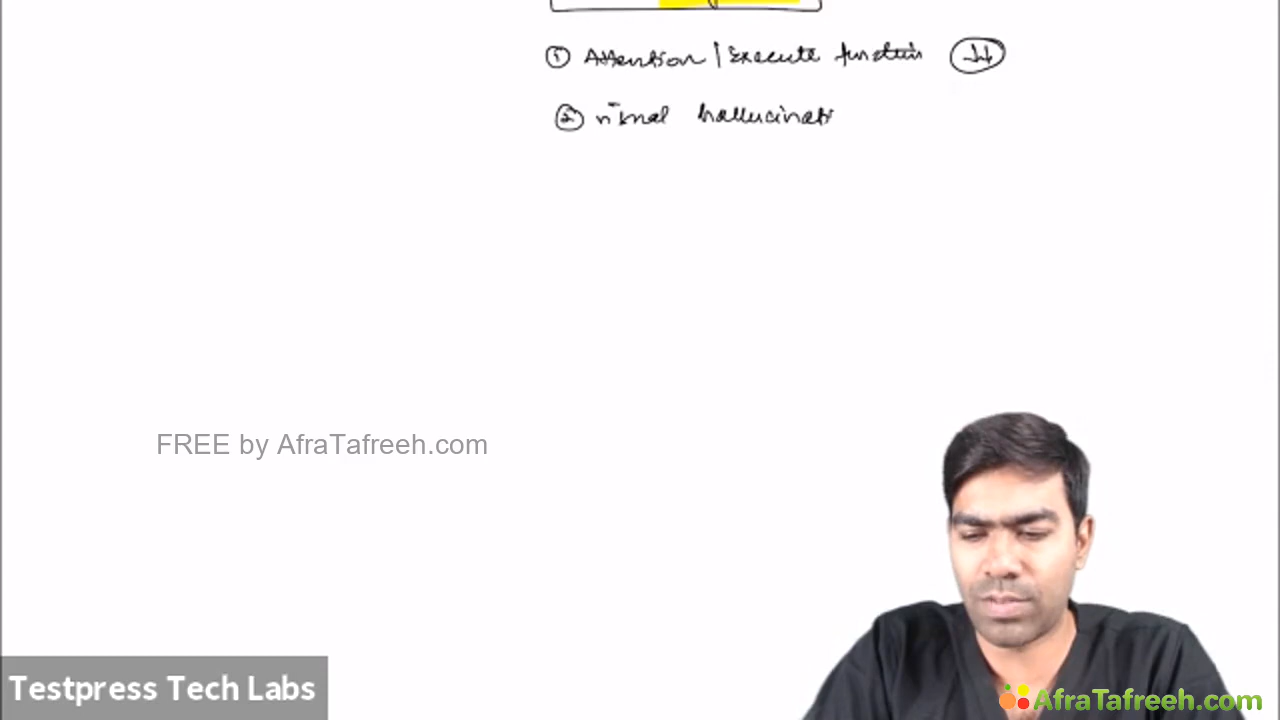 ① Attention / Execute function ↓↓
② visual hallucinati
FREE by AfraTafreeh.com
Testpress Tech Labs
AfraTafreeh.com